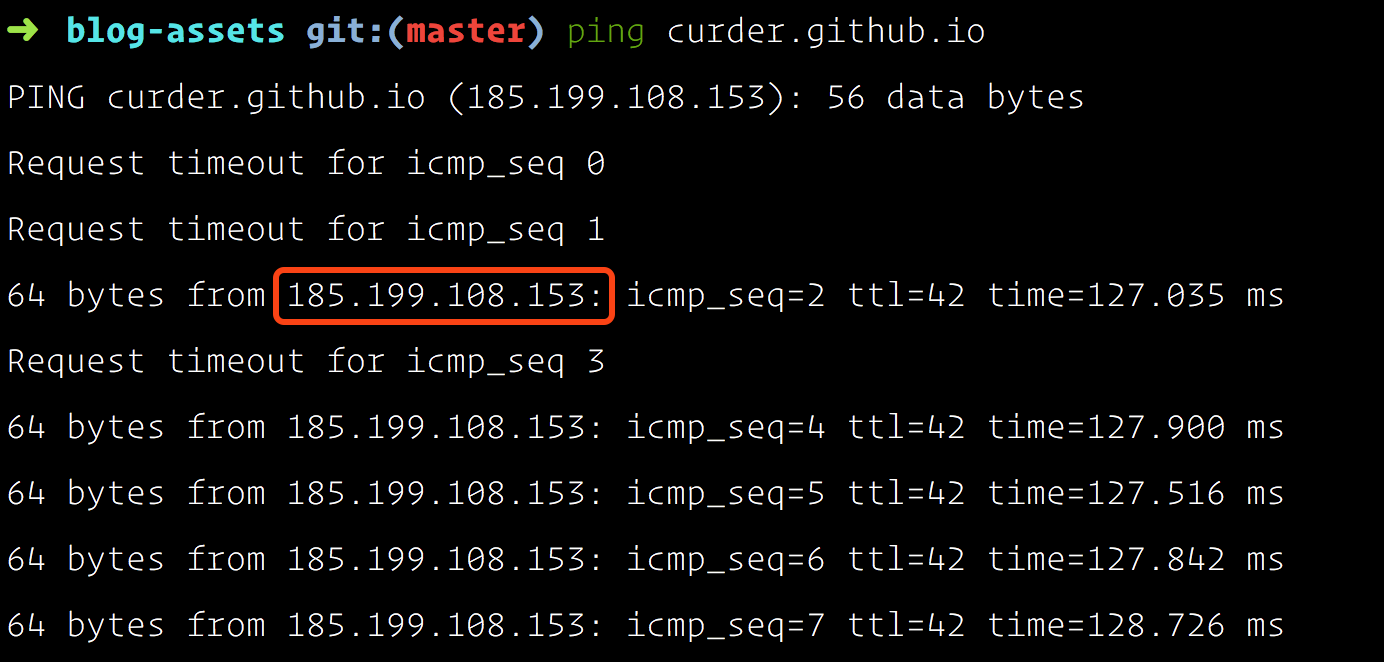 ➜ blog-assets git:(master) ping curder.github.io
PING curder.github.io (185.199.108.153): 56 data bytes
Request timeout for icmp_seq 0
Request timeout for icmp_seq 1
64 bytes from 185.199.108.153: icmp_seq=2 ttl=42 time=127.035 ms
Request timeout for icmp_seq 3
64 bytes from 185.199.108.153: icmp_seq=4 ttl=42 time=127.900 ms
64 bytes from 185.199.108.153: icmp_seq=5 ttl=42 time=127.516 ms
64 bytes from 185.199.108.153: icmp_seq=6 ttl=42 time=127.842 ms
64 bytes from 185.199.108.153: icmp_seq=7 ttl=42 time=128.726 ms